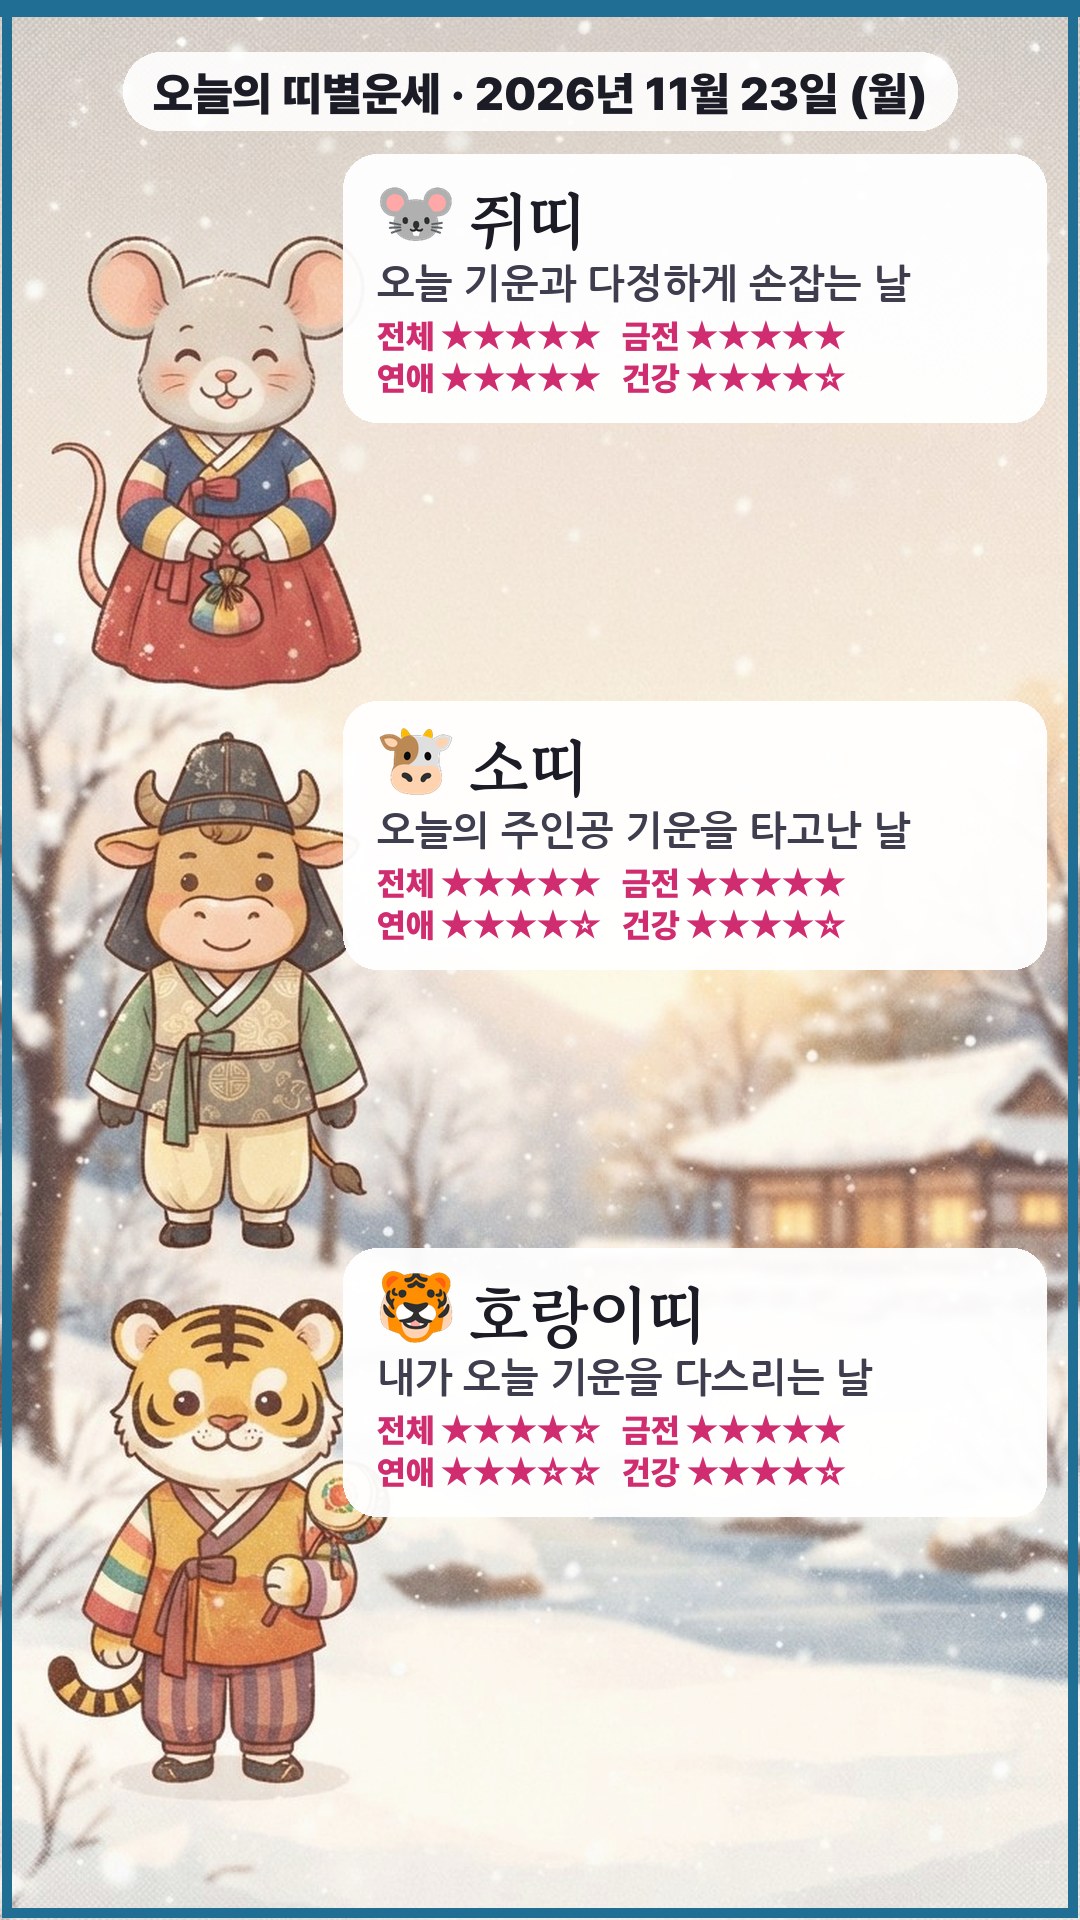 오늘의 띠별운세 · 2026년 11월 23일 (월)
쥐띠
오늘 기운과 다정하게 손잡는 날
전체 ★★★★★ 금전 ★★★★★
연애 ★★★★★ 건강 ★★★★☆
소띠
오늘의 주인공 기운을 타고난 날
전체 ★★★★★ 금전 ★★★★★
연애 ★★★★☆ 건강 ★★★★☆
호랑이띠
내가 오늘 기운을 다스리는 날
전체 ★★★★☆ 금전 ★★★★★
연애 ★★★☆☆ 건강 ★★★★☆